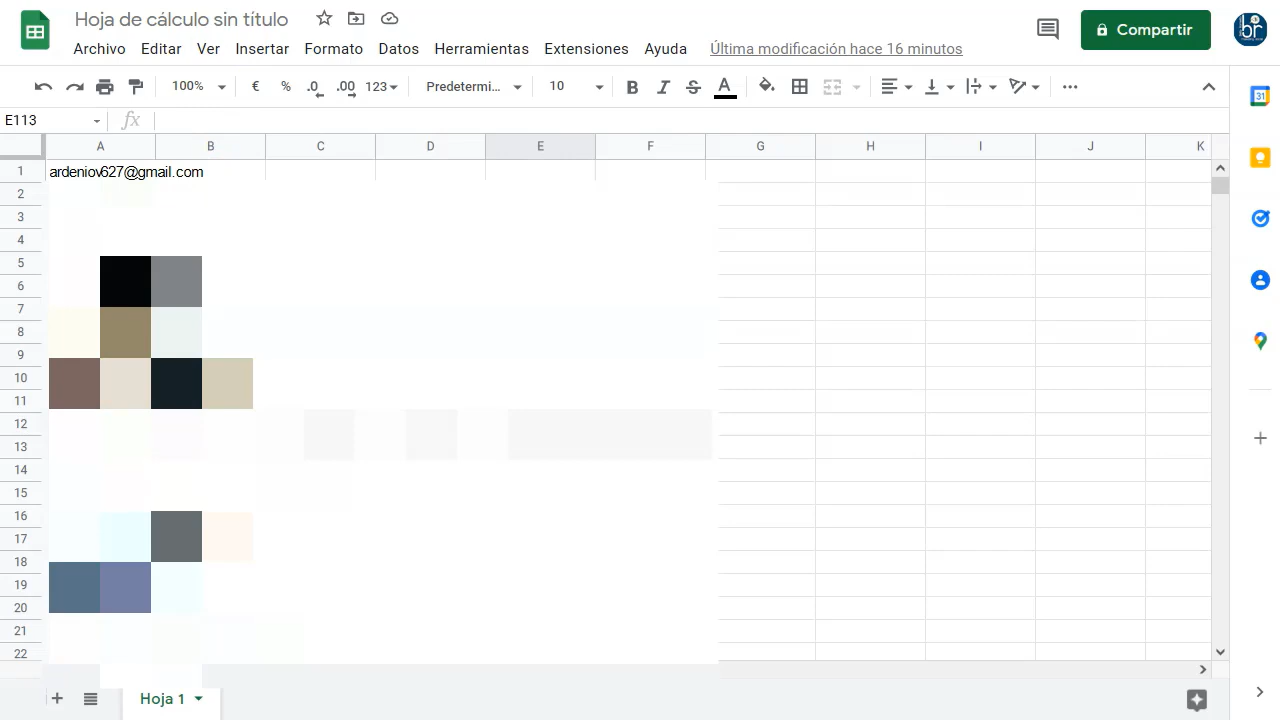 Hoja de cálculo sin título
Archivo Editar Ver Insertar Formato Datos Herramientas Extensiones Ayuda Última modificación hace 16 minutos
Compartir
br
100% € % .0 .00 123 Predetermi... 10 B I S A
31
E113 fx
A B C D E F G H I J K
1 ardeniov627@gmail.com
2
3
4
5
6
7
8
9
10
11
12
13
14
15
16
17
18
19
20
21
22
Hoja 1